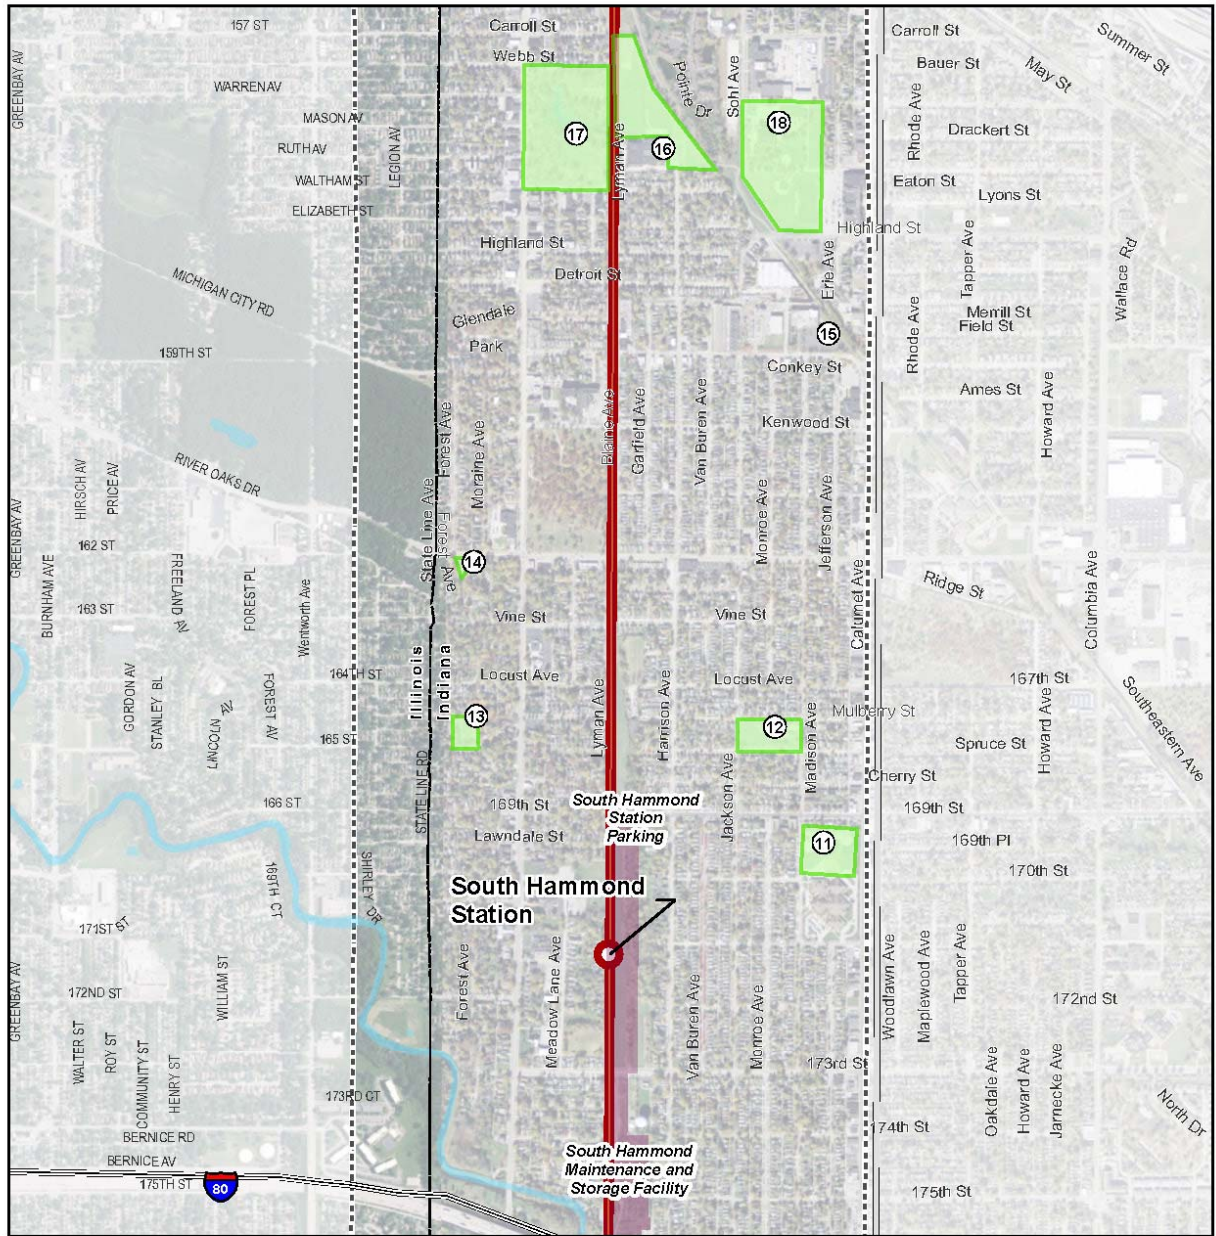 157 ST
Carroll St
Carroll St
Summer St
GREENBAY AV
Webb St
Bauer St
May St
WARREN AV
Pointe Dr
Sohl Ave
Rhode Ave
MASON AV
LEGION AV
17
18
Drackert St
RUTH AV
16
Lyman Ave
WALTHAM ST
Eaton St
Lyons St
ELIZABETH ST
Highland St
Highland St
Tapper Ave
Wallace Rd
Detroit St
Erie Ave
MICHIGAN CITY RD
Glendale
Park
Merrill St
Field St
15
Rhode Ave
159TH ST
Conkey St
Ames St
Forest Ave
Moraine Ave
Blaine Ave
Garfield Ave
Van Buren Ave
Kenwood St
Howard Ave
HIRSCH AV
PRICE AV
RIVER OAKS DR
State Line Ave
Forest Ave
Monroe Ave
Jefferson Ave
GREENBAY AV
162 ST
14
BURNHAM AVE
FREELAND AV
FOREST PL
Wentworth Ave
Calumet Ave
Ridge St
Columbia Ave
163 ST
Vine St
Vine St
Illinois
Indiana
164TH ST
Locust Ave
Locust Ave
167th St
GORDON AV
STANLEY BL
LINCOLN AV
FOREST AV
Lyman Ave
Harrison Ave
Mulberry St
Howard Ave
Southeastern Ave
13
12
165 ST
Madison Ave
Spruce St
STATE LINE RD
Jackson Ave
Cherry St
166 ST
169th St
South Hammond
Station
Parking
169th St
Lawndale St
11
169th Pl
169TH CT
SHIRLEY DR
170th St
South Hammond
Station
171ST ST
Forest Ave
Meadow Lane Ave
Woodlawn Ave
Maplewood Ave
Tapper Ave
GREENBAY AV
172ND ST
WILLIAM ST
Van Buren Ave
Monroe Ave
172nd St
WALTER ST
ROY ST
COMMUNITY ST
HENRY ST
173rd St
Oakdale Ave
Howard Ave
Jarnecke Ave
173RD CT
North Dr
BERNICE RD
174th St
South Hammond
Maintenance and
Storage Facility
BERNICE AV
175TH ST
80
175th St